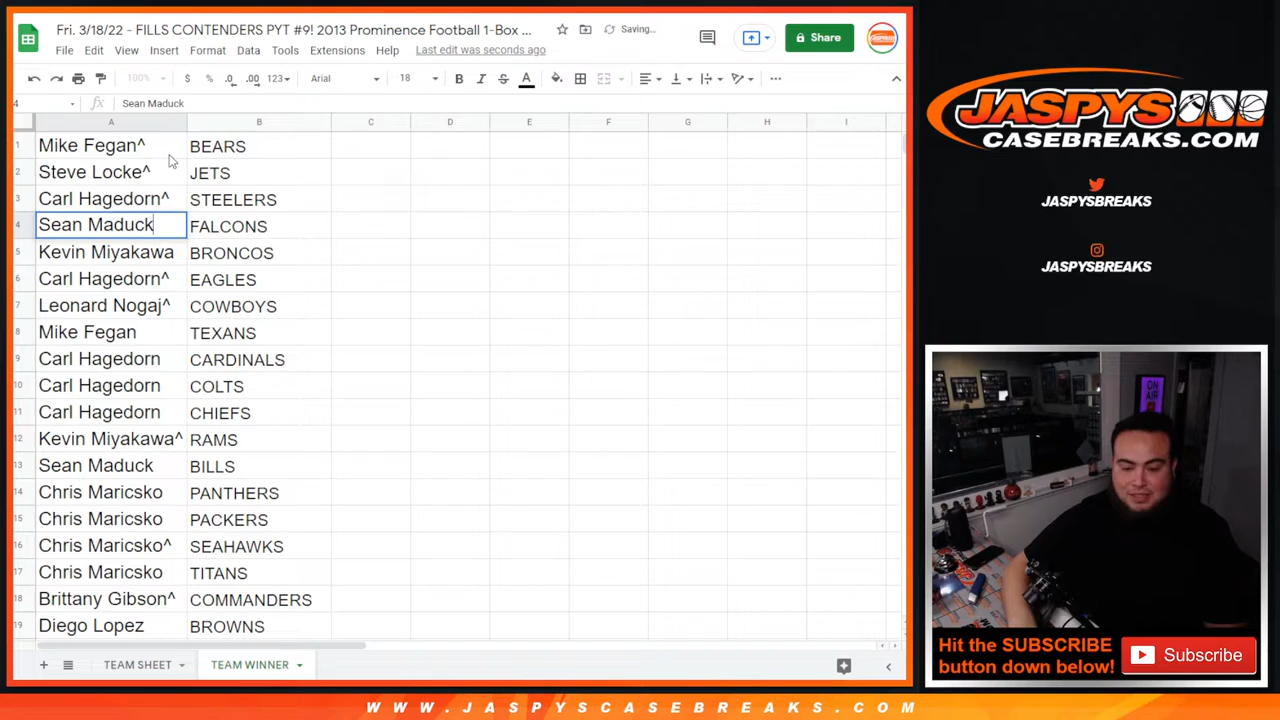 Fri. 3/18/22 - FILLS CONTENDERS PYT #9! 2013 Prominence Football 1-Box ...
Saving...
File Edit View Insert Format Data Tools Extensions Help Last edit was seconds ago
Share
JASPYS
100% $ % .0 .00 123 Arial 18 B I S A
4 fx Sean Maduck
A B C D E F G H I
1 Mike Fegan^ BEARS
2 Steve Locke^ JETS
3 Carl Hagedorn^ STEELERS
4 Sean Maduck FALCONS
5 Kevin Miyakawa BRONCOS
6 Carl Hagedorn^ EAGLES
7 Leonard Nogaj^ COWBOYS
8 Mike Fegan TEXANS
9 Carl Hagedorn CARDINALS
10 Carl Hagedorn COLTS
11 Carl Hagedorn CHIEFS
12 Kevin Miyakawa^ RAMS
13 Sean Maduck BILLS
14 Chris Maricsko PANTHERS
15 Chris Maricsko PACKERS
16 Chris Maricsko^ SEAHAWKS
17 Chris Maricsko TITANS
18 Brittany Gibson^ COMMANDERS
19 Diego Lopez BROWNS
TEAM SHEET TEAM WINNER
JASPYS
CASEBREAKS.COM
JASPYSBREAKS
JASPYSBREAKS
ON
AIR
Hit the SUBSCRIBE
button down below!
Subscribe
WWW.JASPYSCASEBREAKS.COM